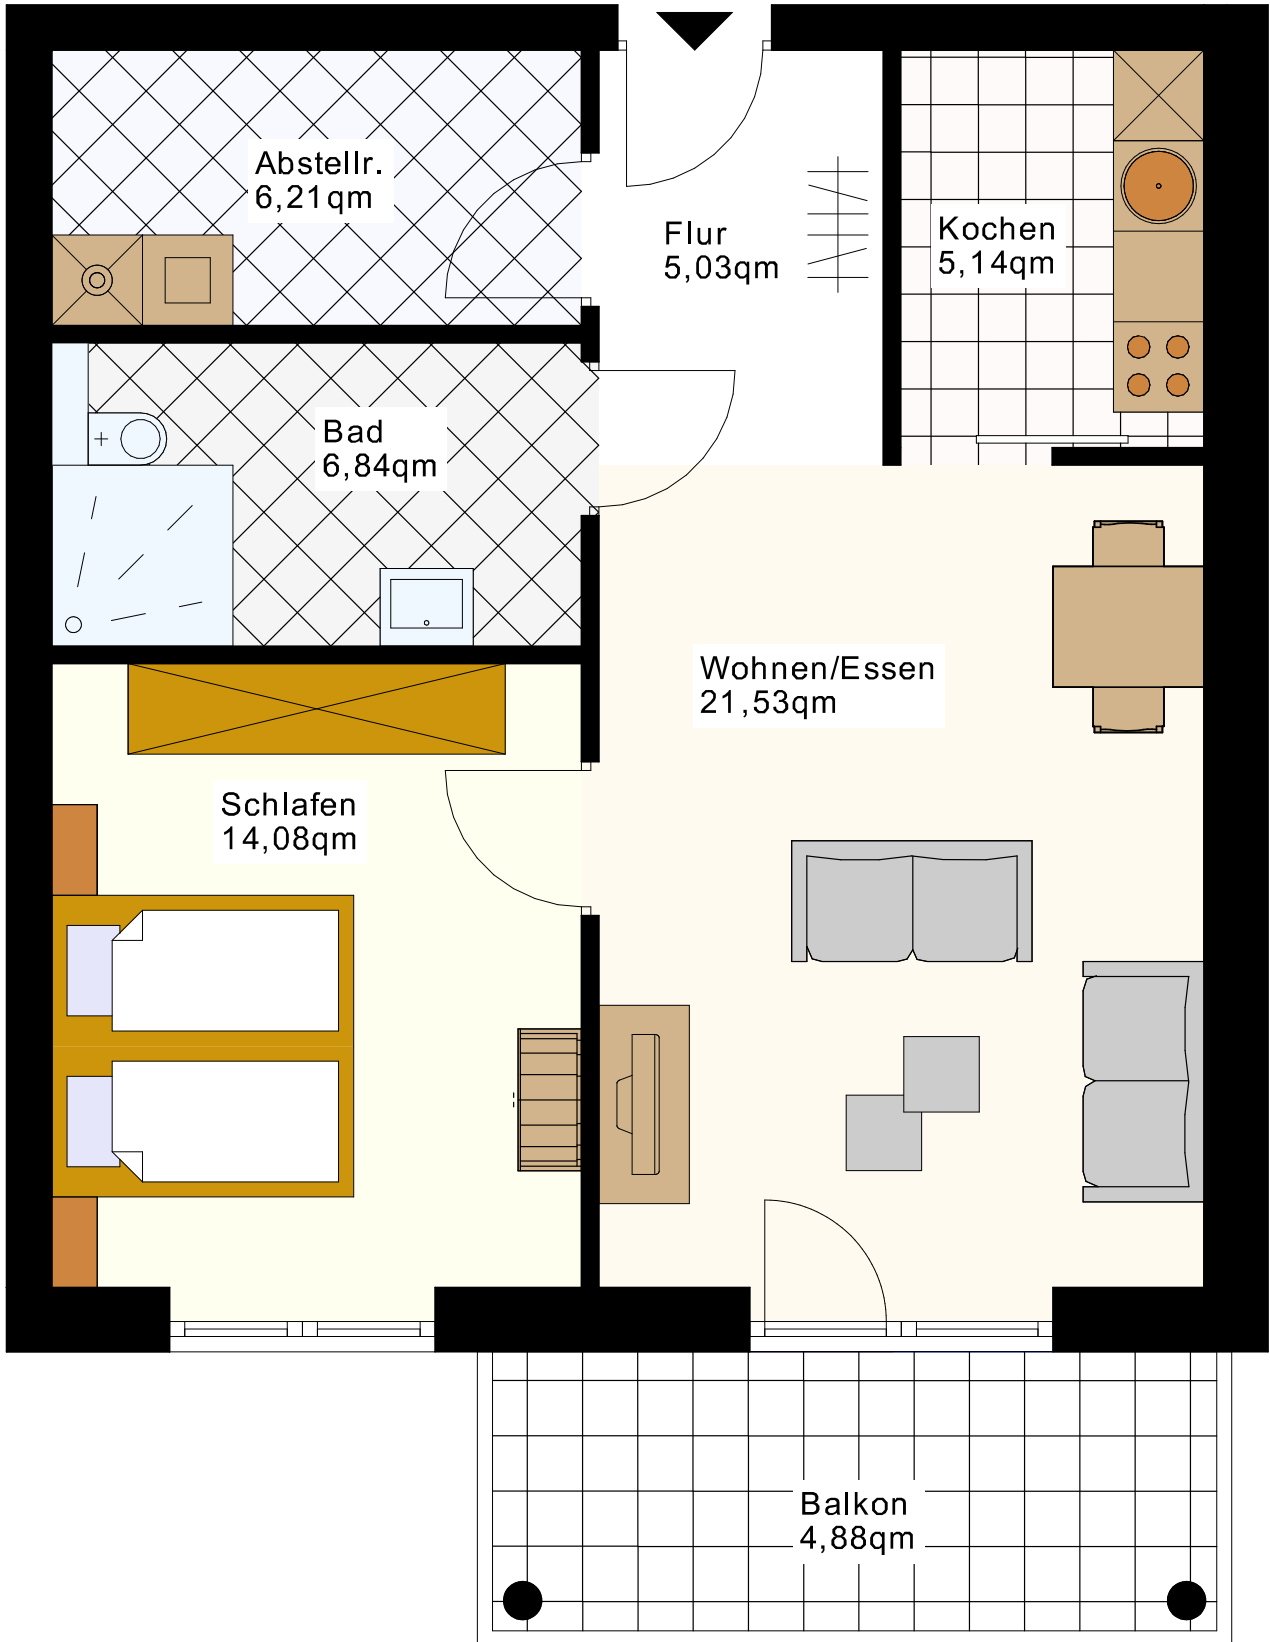 Abstellr.
6,21qm
Flur
5,03qm
Kochen
5,14qm
Bad
6,84qm
Wohnen/Essen
21,53qm
Schlafen
14,08qm
Balkon
4,88qm